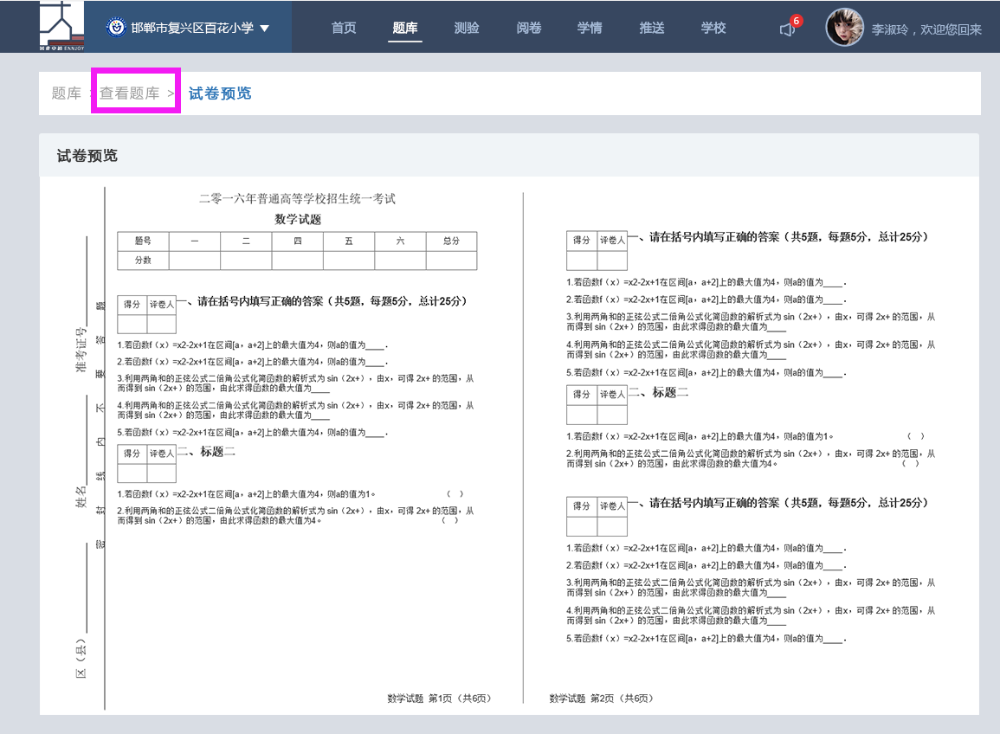 邯郸市复兴区百花小学 ▼ 首页 题库 测验 阅卷 学情 推送 学校 6 李淑玲，欢迎您回来
国虎卓越 ENNJOY
题库 查看题库 > 试卷预览
试卷预览
二零一六年普通高等学校招生统一考试
数学试题
题号 一 二 四 五 六 总分
分数
得分 评卷人 一、请在括号内填写正确的答案（共5题，每题5分，总计25分）
1.若函数f（x）=x2-2x+1在区间[a，a+2]上的最大值为4，则a的值为____．
2.若函数f（x）=x2-2x+1在区间[a，a+2]上的最大值为4，则a的值为____．
3.利用两角和的正弦公式二倍角公式化简函数的解析式为 sin（2x+），由x，可得 2x+ 的范围，从
而得到 sin（2x+）的范围，由此求得函数的最大值为____
4.利用两角和的正弦公式二倍角公式化简函数的解析式为 sin（2x+），由x，可得 2x+ 的范围，从
而得到 sin（2x+）的范围，由此求得函数的最大值为____
5.若函数f（x）=x2-2x+1在区间[a，a+2]上的最大值为4，则a的值为____．
得分 评卷人 二、标题二
1.若函数f（x）=x2-2x+1在区间[a，a+2]上的最大值为4，则a的值为1。 （ ）
2.利用两角和的正弦公式二倍角公式化简函数的解析式为 sin（2x+），由x，可得 2x+ 的范围，从
而得到 sin（2x+）的范围，由此求得函数的最大值为4。 （ ）
数学试题 第1页（共6页）
区（县）____ 姓名____ 准考证号____
密 封 线 内 不 要 答 题
得分 评卷人 一、请在括号内填写正确的答案（共5题，每题5分，总计25分）
1.若函数f（x）=x2-2x+1在区间[a，a+2]上的最大值为4，则a的值为____．
2.若函数f（x）=x2-2x+1在区间[a，a+2]上的最大值为4，则a的值为____．
3.利用两角和的正弦公式二倍角公式化简函数的解析式为 sin（2x+），由x，可得 2x+ 的范围，从
而得到 sin（2x+）的范围，由此求得函数的最大值为____
4.利用两角和的正弦公式二倍角公式化简函数的解析式为 sin（2x+），由x，可得 2x+ 的范围，从
而得到 sin（2x+）的范围，由此求得函数的最大值为____
5.若函数f（x）=x2-2x+1在区间[a，a+2]上的最大值为4，则a的值为____．
得分 评卷人 二、标题二
1.若函数f（x）=x2-2x+1在区间[a，a+2]上的最大值为4，则a的值为1。 （ ）
2.利用两角和的正弦公式二倍角公式化简函数的解析式为 sin（2x+），由x，可得 2x+ 的范围，从
而得到 sin（2x+）的范围，由此求得函数的最大值为4。 （ ）
得分 评卷人 一、请在括号内填写正确的答案（共5题，每题5分，总计25分）
1.若函数f（x）=x2-2x+1在区间[a，a+2]上的最大值为4，则a的值为____．
2.若函数f（x）=x2-2x+1在区间[a，a+2]上的最大值为4，则a的值为____．
3.利用两角和的正弦公式二倍角公式化简函数的解析式为 sin（2x+），由x，可得 2x+ 的范围，从
而得到 sin（2x+）的范围，由此求得函数的最大值为____
4.利用两角和的正弦公式二倍角公式化简函数的解析式为 sin（2x+），由x，可得 2x+ 的范围，从
而得到 sin（2x+）的范围，由此求得函数的最大值为____
5.若函数f（x）=x2-2x+1在区间[a，a+2]上的最大值为4，则a的值为____．
数学试题 第2页（共6页）